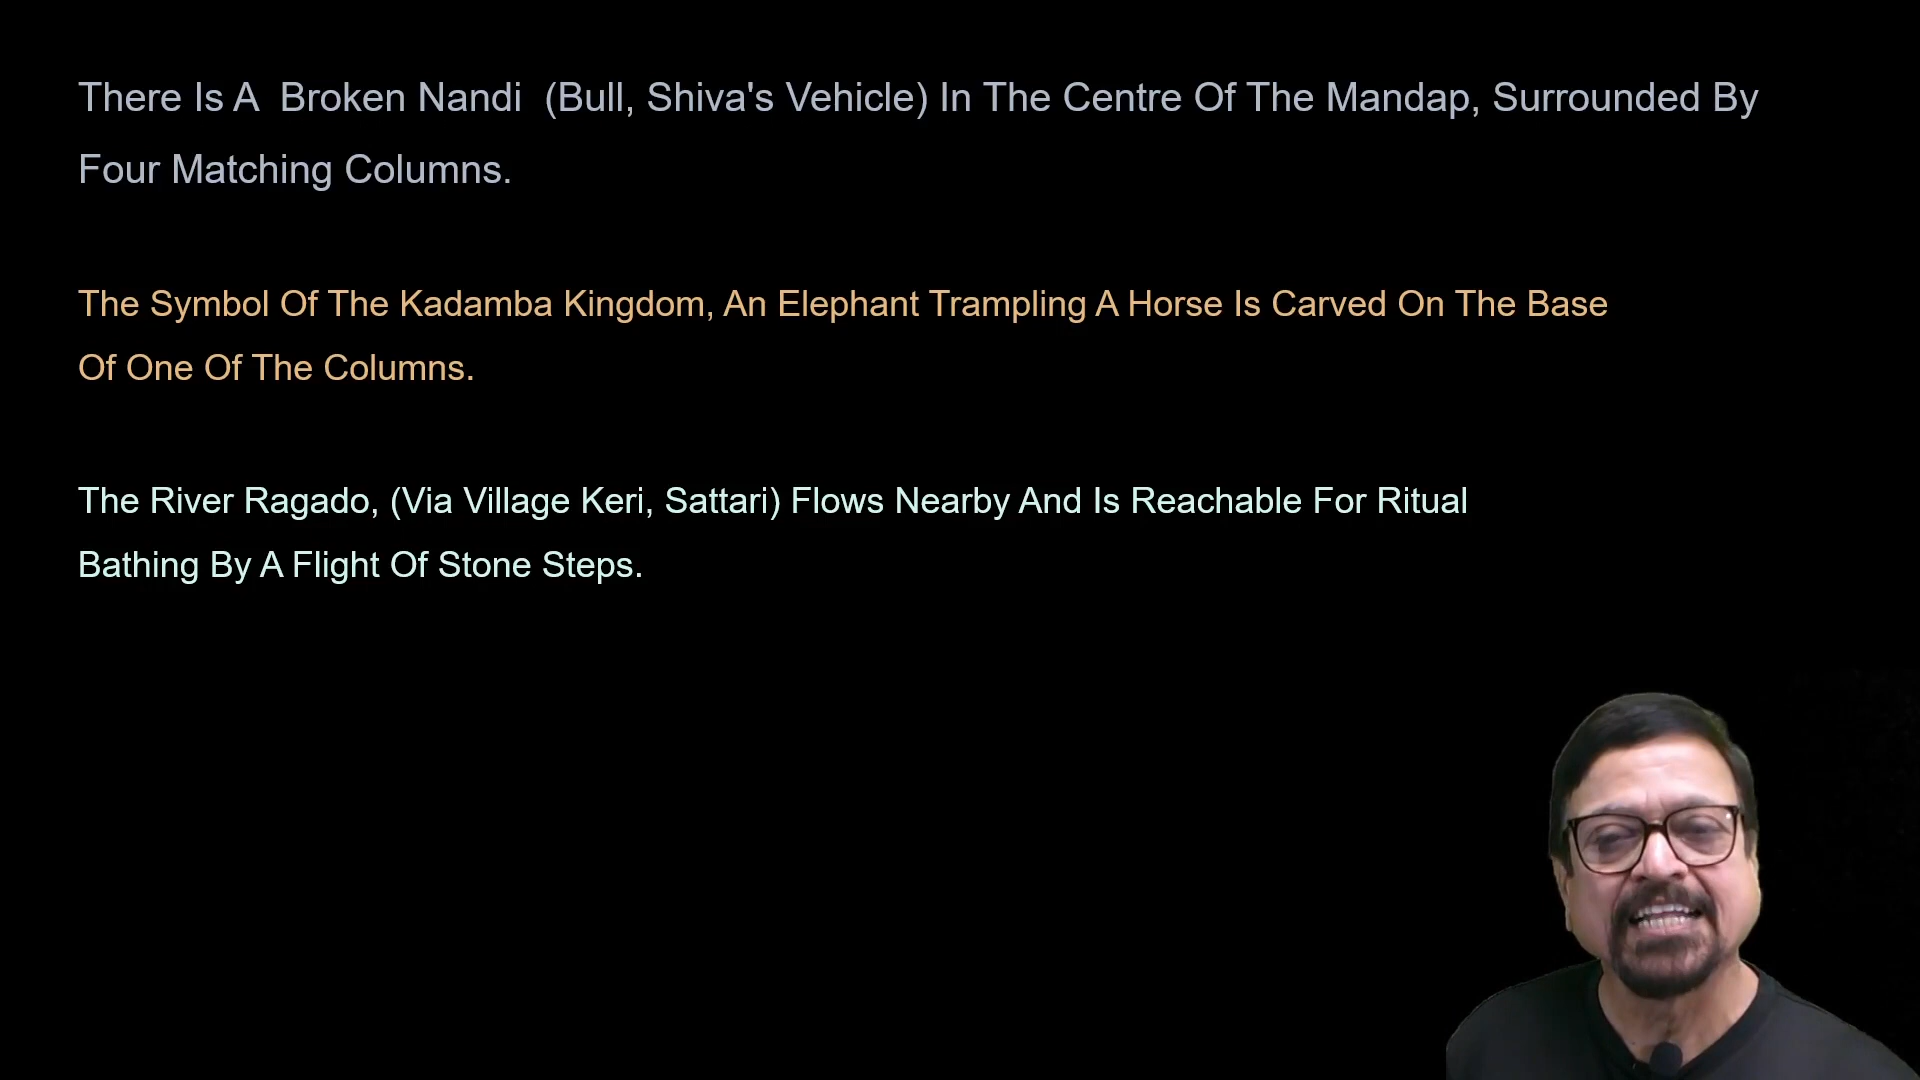 There Is A  Broken Nandi  (Bull, Shiva's Vehicle) In The Centre Of The Mandap, Surrounded By
Four Matching Columns.
The Symbol Of The Kadamba Kingdom, An Elephant Trampling A Horse Is Carved On The Base
Of One Of The Columns.
The River Ragado, (Via Village Keri, Sattari) Flows Nearby And Is Reachable For Ritual
Bathing By A Flight Of Stone Steps.